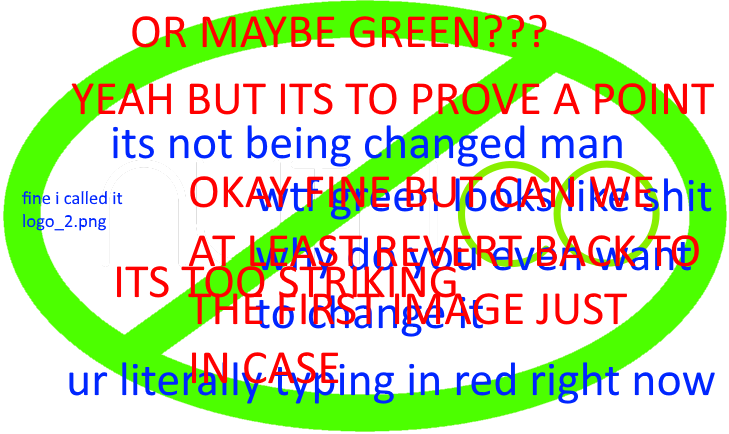 OR MAYBE GREEN???
YEAH BUT ITS TO PROVE A POINT
its not being changed man
fine i called it
logo_2.png
OKAY FINE BUT CAN WE
AT LEAST REVERT BACK TO
THE FIRST IMAGE JUST
IN CASE
wtf green looks like shit
why do you even want
to change it
ITS TOO STRIKING
ur literally typing in red right now